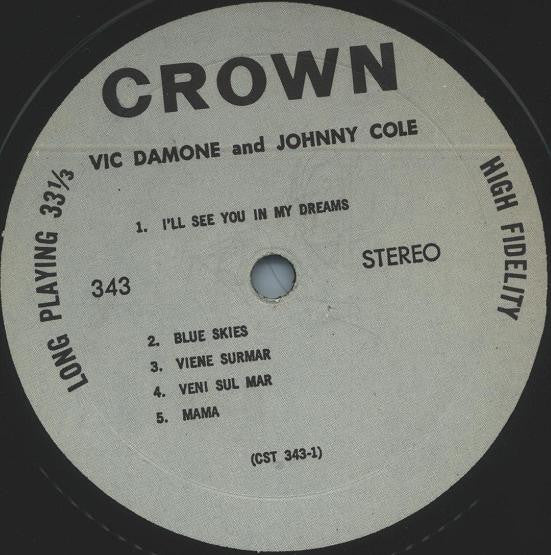 CROWN
VIC DAMONE and JOHNNY COLE
LONG PLAYING 33⅓
HIGH FIDELITY
1. I'LL SEE YOU IN MY DREAMS
343
STEREO
2. BLUE SKIES
3. VIENE SURMAR
4. VENI SUL MAR
5. MAMA
(CST 343-1)